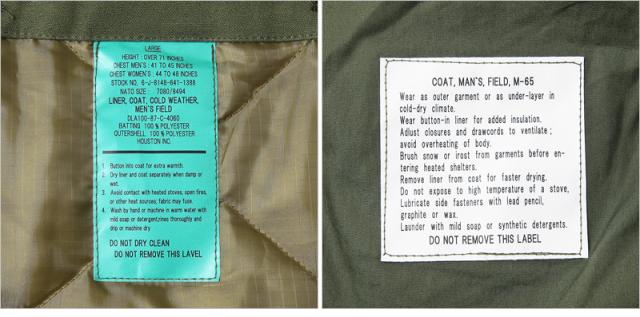 LARGE
HEIGHT : OVER 71 INCHES
CHEST MEN'S : 41 TO 45 INCHES
CHEST WOMEN'S : 44 TO 48 INCHES
STOCK NO. 6-J-8148-641-1388
NATO SIZE : 7080/9494
LINER, COAT, COLD WEATHER,
MEN'S FIELD
DLA100-87-C-4060
BATTING 100 % POLYESTER
OUTERSHELL 100 % POLYESTER
HOUSTON INC.
1. Button into coat for earm warmth.
2. Dry liner and coat separately when damp or
wet.
3. Avoid contact with heated stoves, open fires,
or other heat sources; fabric may fuse.
4. Wash by hand or machine in warm water with
mild soap or detergent;rinse thoroughly and
drip or machine dry
DO NOT DRY CLEAN
DO NOT REMOVE THIS LAVEL
COAT, MAN'S, FIELD, M-65
Wear as outer garment or as under-layer in
cold-dry climate.
Wear button-in liner for added insulation.
Adjust closures and drawcords to ventilate ;
avoid overheating of body.
Brush snow or irost from garments before en-
tering heated shelters.
Remove liner from coat for faster drying.
Do not expose to high temperature of a stove,
Lubricate side fasteners with lead pencil,
graphite or wax.
Launder with mild soap or synthetic detergents.
DO NOT REMOVE THIS LABEL